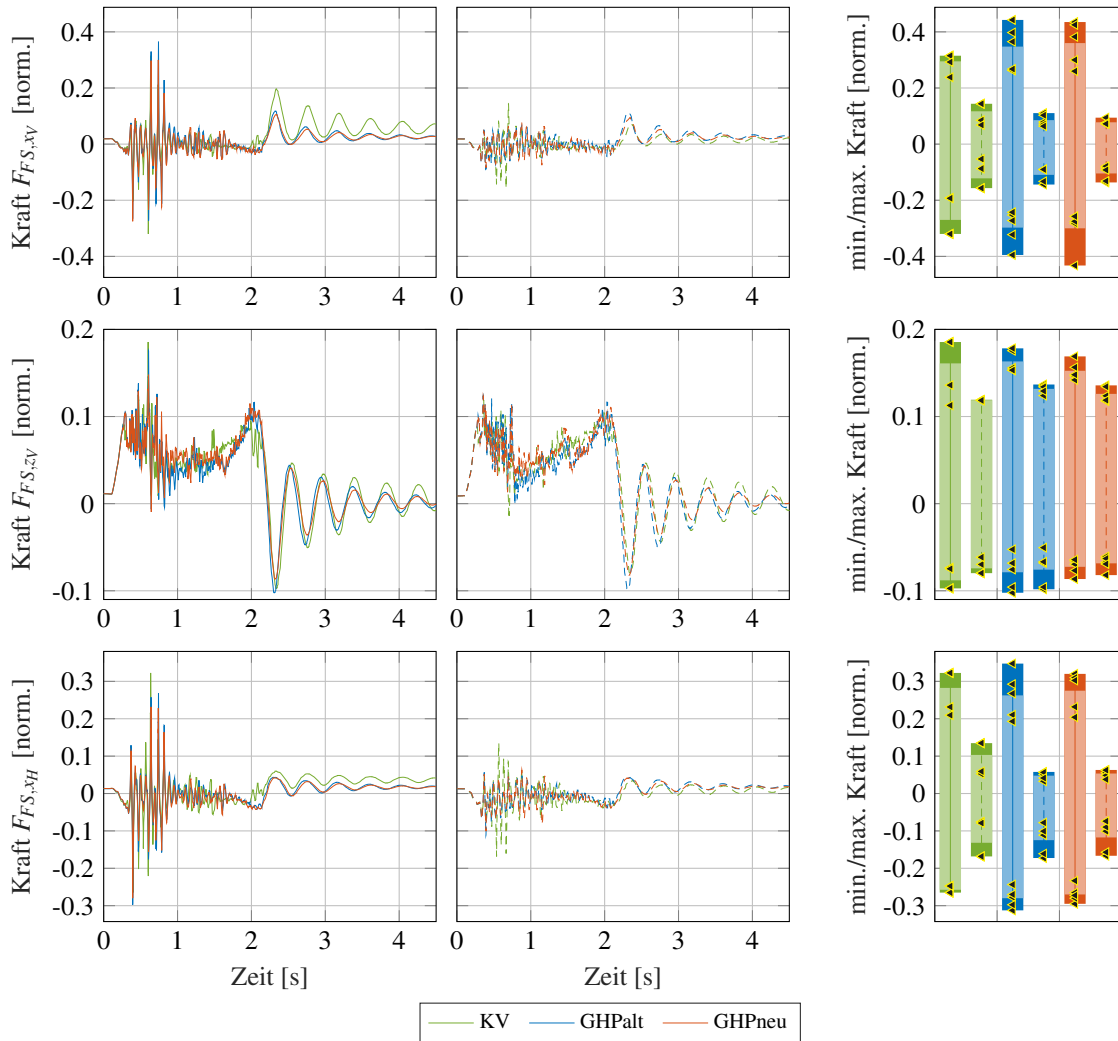 Kraft F_{FS,x_V} [norm.]
0.4
0.2
0
-0.2
-0.4
0 1 2 3 4
0 1 2 3 4
min./max. Kraft [norm.]
0.4
0.2
0
-0.2
-0.4
Kraft F_{FS,z_V} [norm.]
0.2
0.1
0
-0.1
0 1 2 3 4
0 1 2 3 4
min./max. Kraft [norm.]
0.2
0.1
0
-0.1
Kraft F_{FS,x_H} [norm.]
0.3
0.2
0.1
0
-0.1
-0.2
-0.3
0 1 2 3 4
Zeit [s]
0 1 2 3 4
Zeit [s]
min./max. Kraft [norm.]
0.3
0.2
0.1
0
-0.1
-0.2
-0.3
KV GHPalt GHPneu